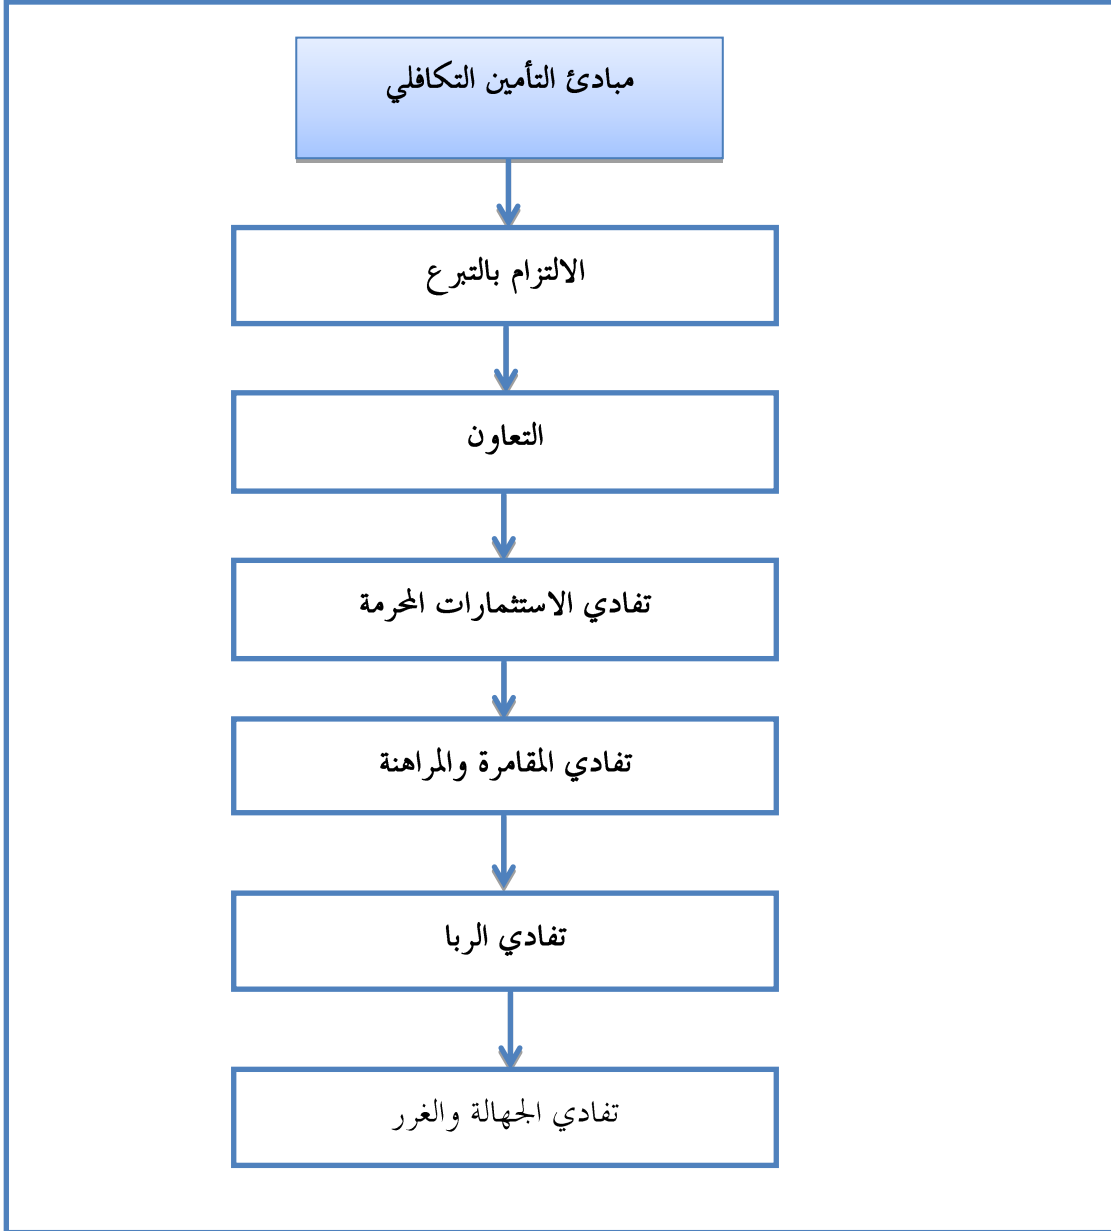 مبادئ التأمين التكافلي
الالتزام بالتبرع
التعاون
تفادي الاستثمارات المحرمة
تفادي المقامرة والمراهنة
تفادي الربا
تفادي الجهالة والغرر